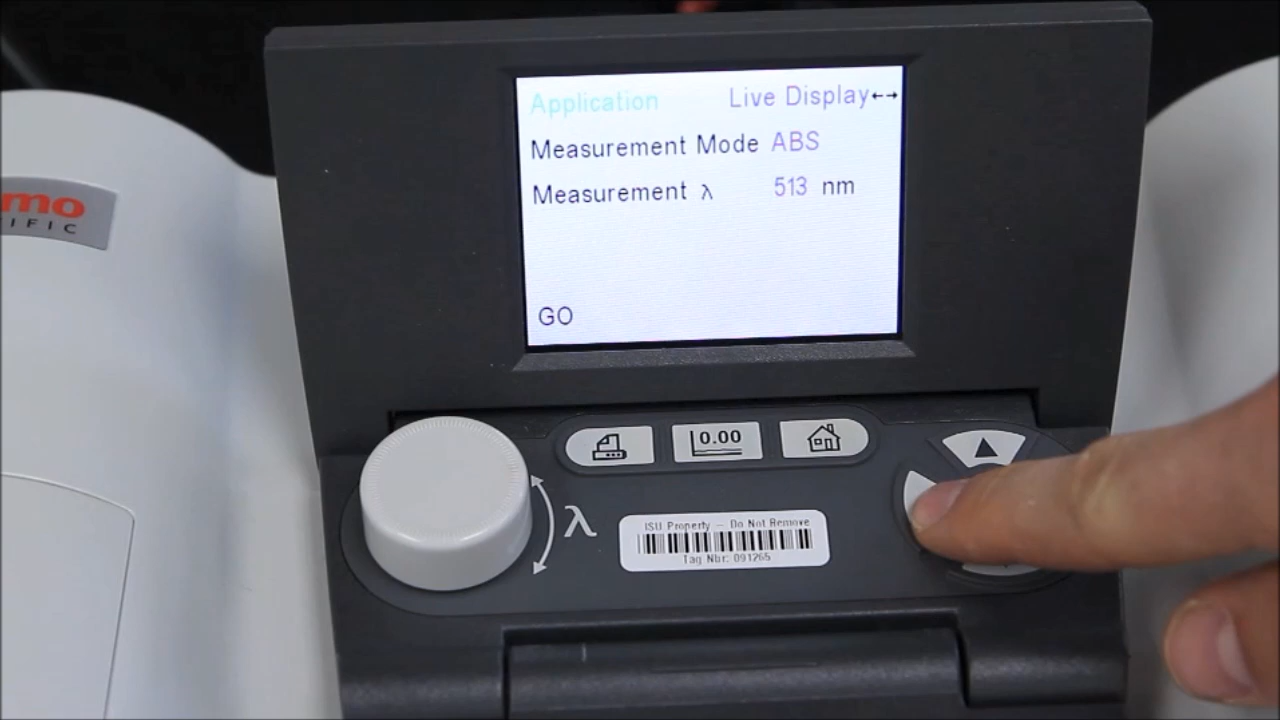 Application Live Display←→
Measurement Mode ABS
Measurement λ 513 nm
GO
mo
IFIC
0.00
λ
ISU Property – Do Not Remove
Tag Nbr: 091265